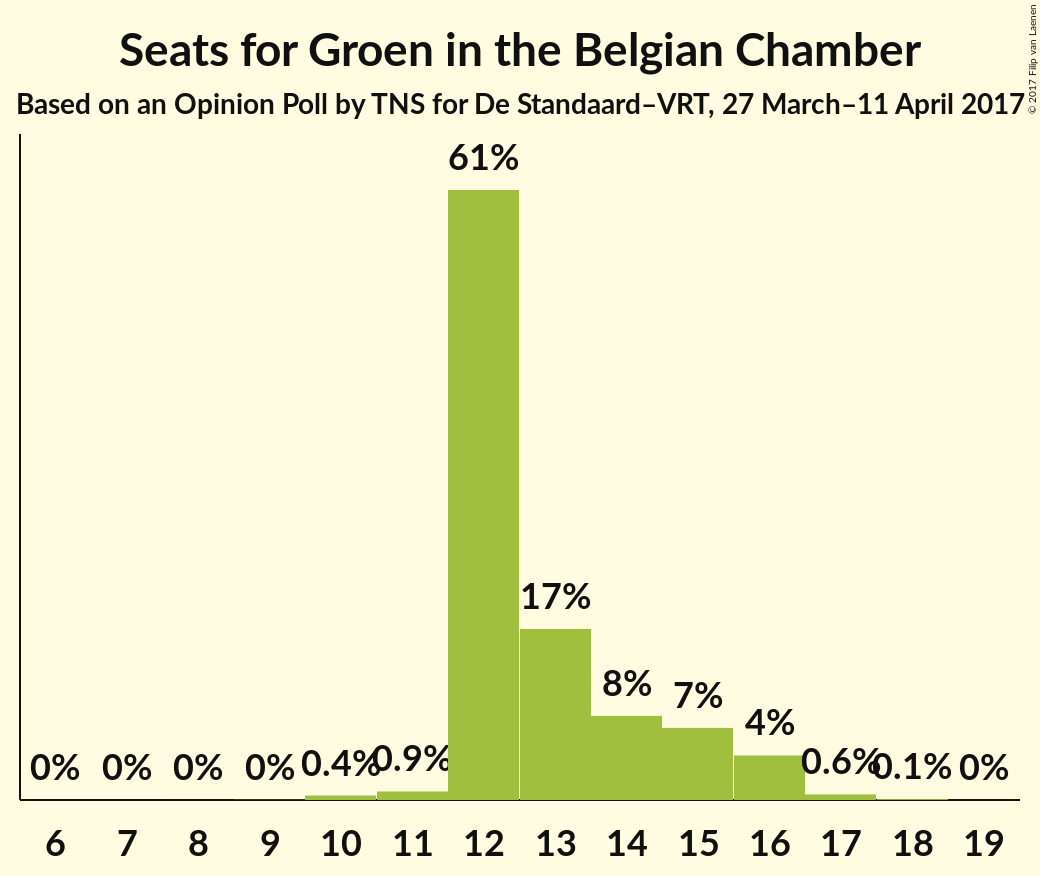 Seats for Groen in the Belgian Chamber
Based on an Opinion Poll by TNS for De Standaard–VRT, 27 March–11 April 2017
© 2017 Filip van Laenen
61%
17%
8%
7%
4%
0% 0% 0% 0% 0.4% 0.9% 0.6% 0.1% 0%
6 7 8 9 10 11 12 13 14 15 16 17 18 19